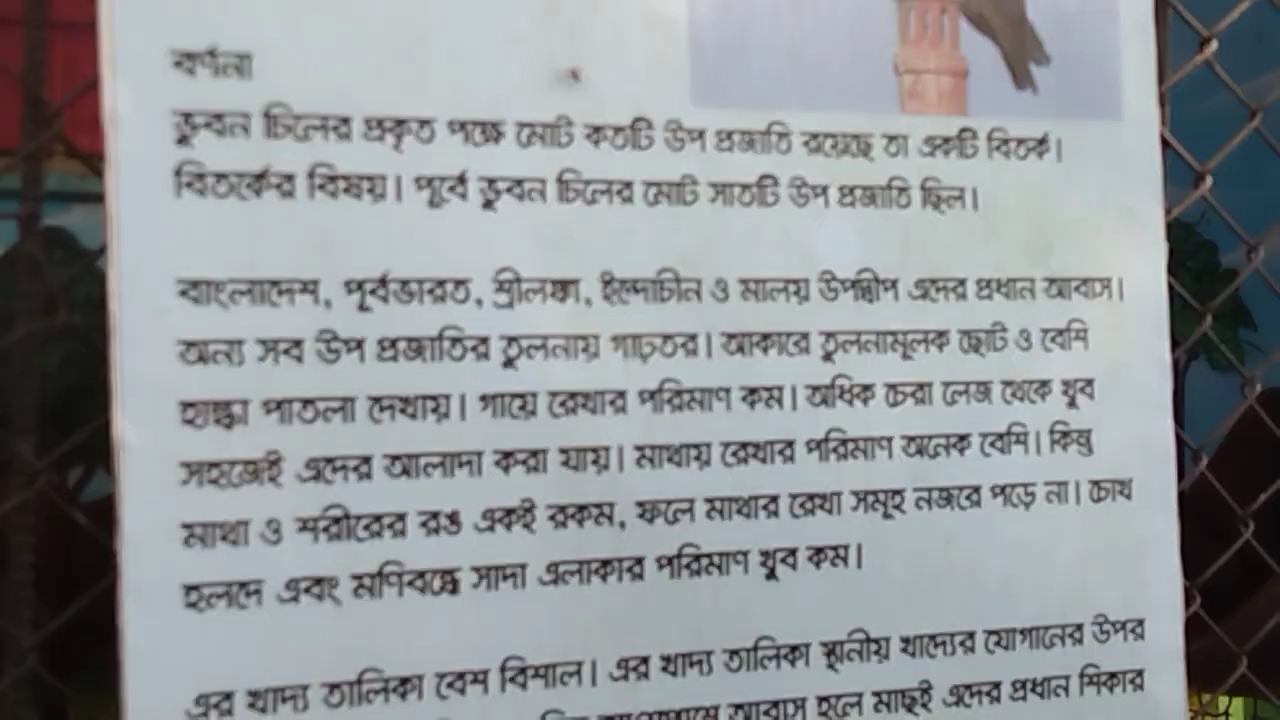 বর্ণনা
ভুবন চিলের প্রকৃত পক্ষে মোট কতটি উপ প্রজাতি রয়েছে তা একটি বিতর্ক।
বিতর্কের বিষয়। পূর্বে ভুবন চিলের মোট সাতটি উপ প্রজাতি ছিল।
বাংলাদেশ, পূর্বভারত, শ্রীলঙ্কা, ইন্দোচীন ও মালয় উপদ্বীপ এদের প্রধান আবাস।
অন্য সব উপ প্রজাতির তুলনায় গাঢ়তর। আকারে তুলনামূলক ছোট ও বেশি
হাল্কা পাতলা দেখায়। গায়ে রেখার পরিমাণ কম। অধিক চেরা লেজ থেকে খুব
সহজেই এদের আলাদা করা যায়। মাথায় রেখার পরিমাণ অনেক বেশি। কিন্তু
মাথা ও শরীরের রঙ একই রকম, ফলে মাথার রেখা সমূহ নজরে পড়ে না। চোখ
হলদে এবং মণিবন্ধে সাদা এলাকার পরিমাণ খুব কম।
এর খাদ্য তালিকা বেশ বিশাল। এর খাদ্য তালিকা স্থানীয় খাদ্যের যোগানের উপর
আবাস হলে মাছই এদের প্রধান শিকার